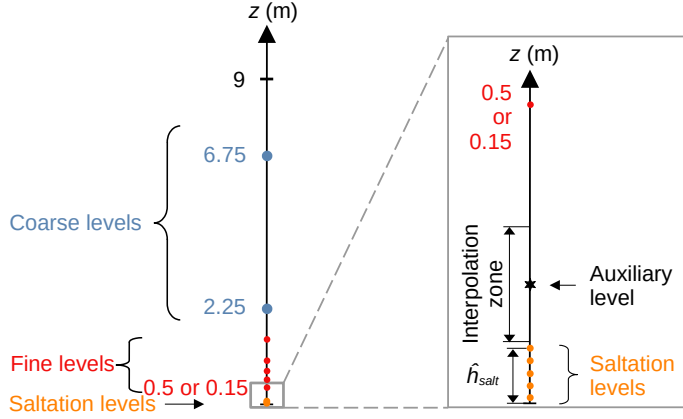 z (m)
9
6.75
Coarse levels
2.25
Fine levels
0.5 or 0.15
Saltation levels
z (m)
0.5
or
0.15
Interpolation
zone
Auxiliary
level
ĥsalt
Saltation
levels